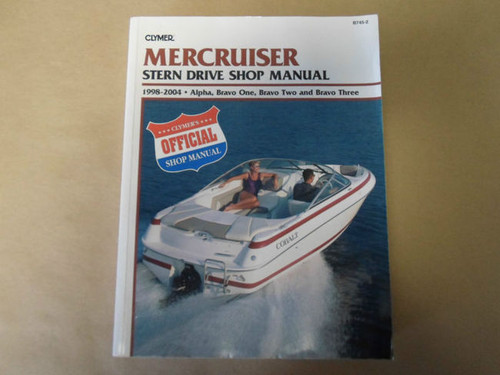 CLYMER
B745-2
MERCRUISER
STERN DRIVE SHOP MANUAL
1998-2004 • Alpha, Bravo One, Bravo Two and Bravo Three
CLYMER'S
OFFICIAL
SHOP MANUAL
COBALT